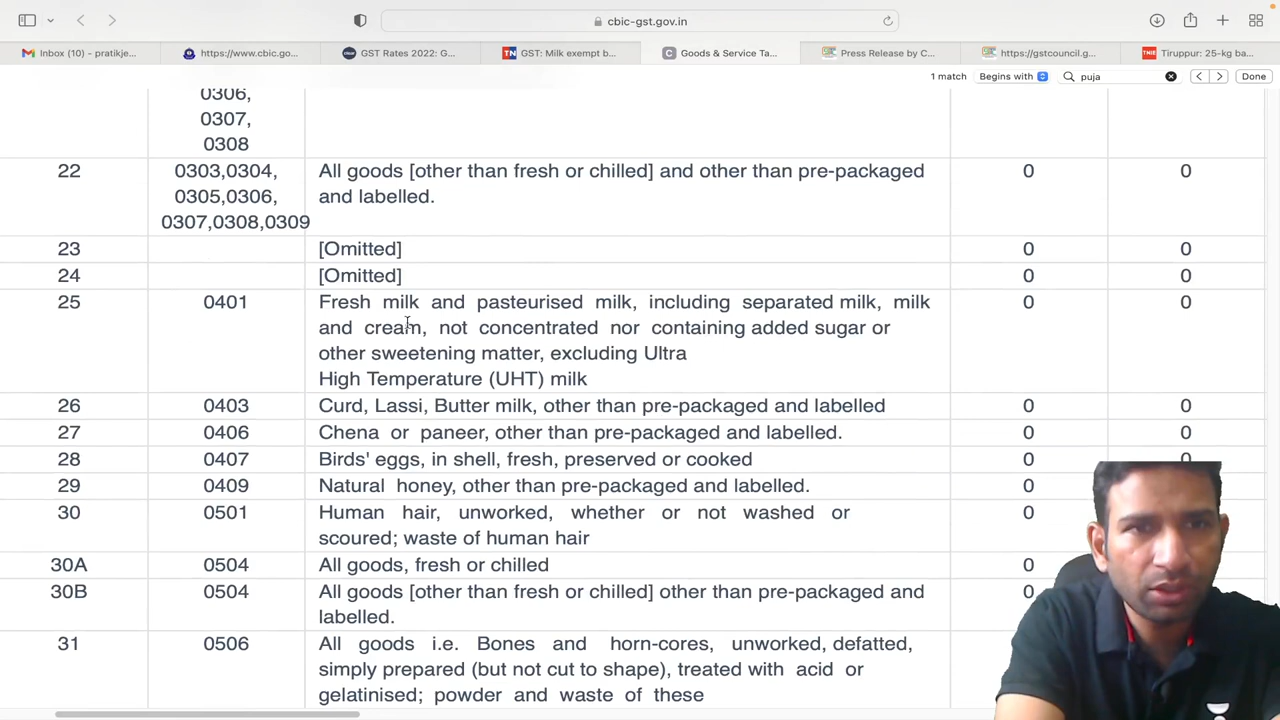 cbic-gst.gov.in
Inbox (10) - pratikje...
https://www.cbic.go...
GST Rates 2022: G...
GST: Milk exempt b...
Goods & Service Ta...
Press Release by C...
https://gstcouncil.g...
Tiruppur: 25-kg ba...
1 match Begins with puja Done
0306,
0307,
0308
22 0303,0304, All goods [other than fresh or chilled] and other than pre-packaged 0 0
0305,0306, and labelled.
0307,0308,0309
23 [Omitted] 0 0
24 [Omitted] 0 0
25 0401 Fresh milk and pasteurised milk, including separated milk, milk 0 0
and cream, not concentrated nor containing added sugar or
other sweetening matter, excluding Ultra
High Temperature (UHT) milk
26 0403 Curd, Lassi, Butter milk, other than pre-packaged and labelled 0 0
27 0406 Chena or paneer, other than pre-packaged and labelled. 0 0
28 0407 Birds' eggs, in shell, fresh, preserved or cooked 0 0
29 0409 Natural honey, other than pre-packaged and labelled. 0
30 0501 Human hair, unworked, whether or not washed or 0
scoured; waste of human hair
30A 0504 All goods, fresh or chilled 0
30B 0504 All goods [other than fresh or chilled] other than pre-packaged and 0
labelled.
31 0506 All goods i.e. Bones and horn-cores, unworked, defatted,
simply prepared (but not cut to shape), treated with acid or
gelatinised; powder and waste of these